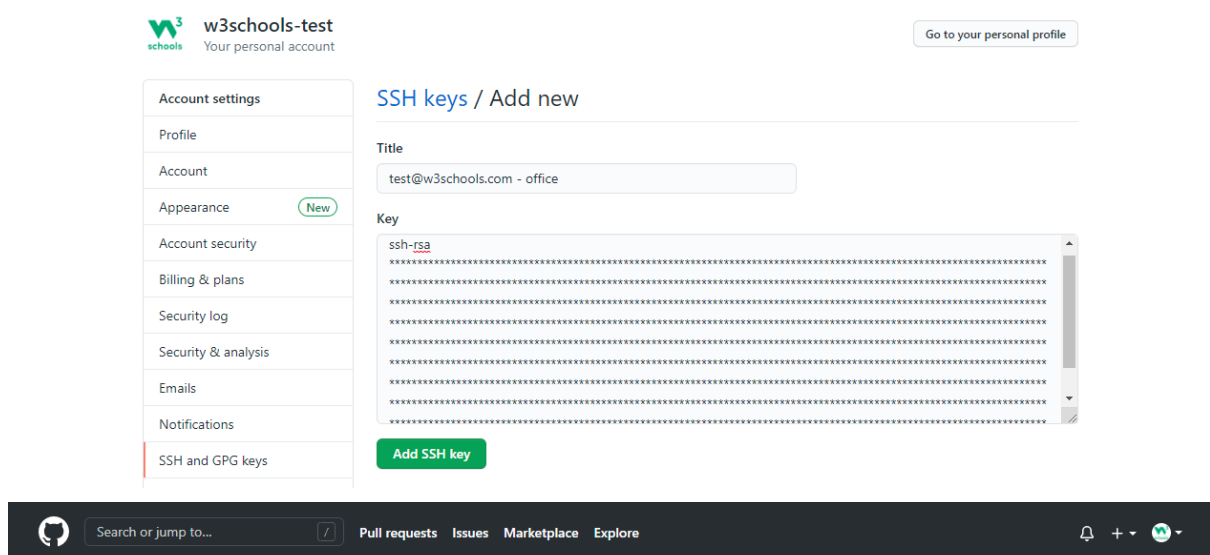 3
schools
w3schools-test
Your personal account
Go to your personal profile
Account settings
Profile
Account
Appearance New
Account security
Billing & plans
Security log
Security & analysis
Emails
Notifications
SSH and GPG keys
SSH keys / Add new
Title
test@w3schools.com - office
Key
ssh-rsa
**********************************************************************************************************************
**********************************************************************************************************************
**********************************************************************************************************************
**********************************************************************************************************************
**********************************************************************************************************************
**********************************************************************************************************************
**********************************************************************************************************************
**********************************************************************************************************************
**********************************************************************************************************************
Add SSH key
Search or jump to... /
Pull requests Issues Marketplace Explore